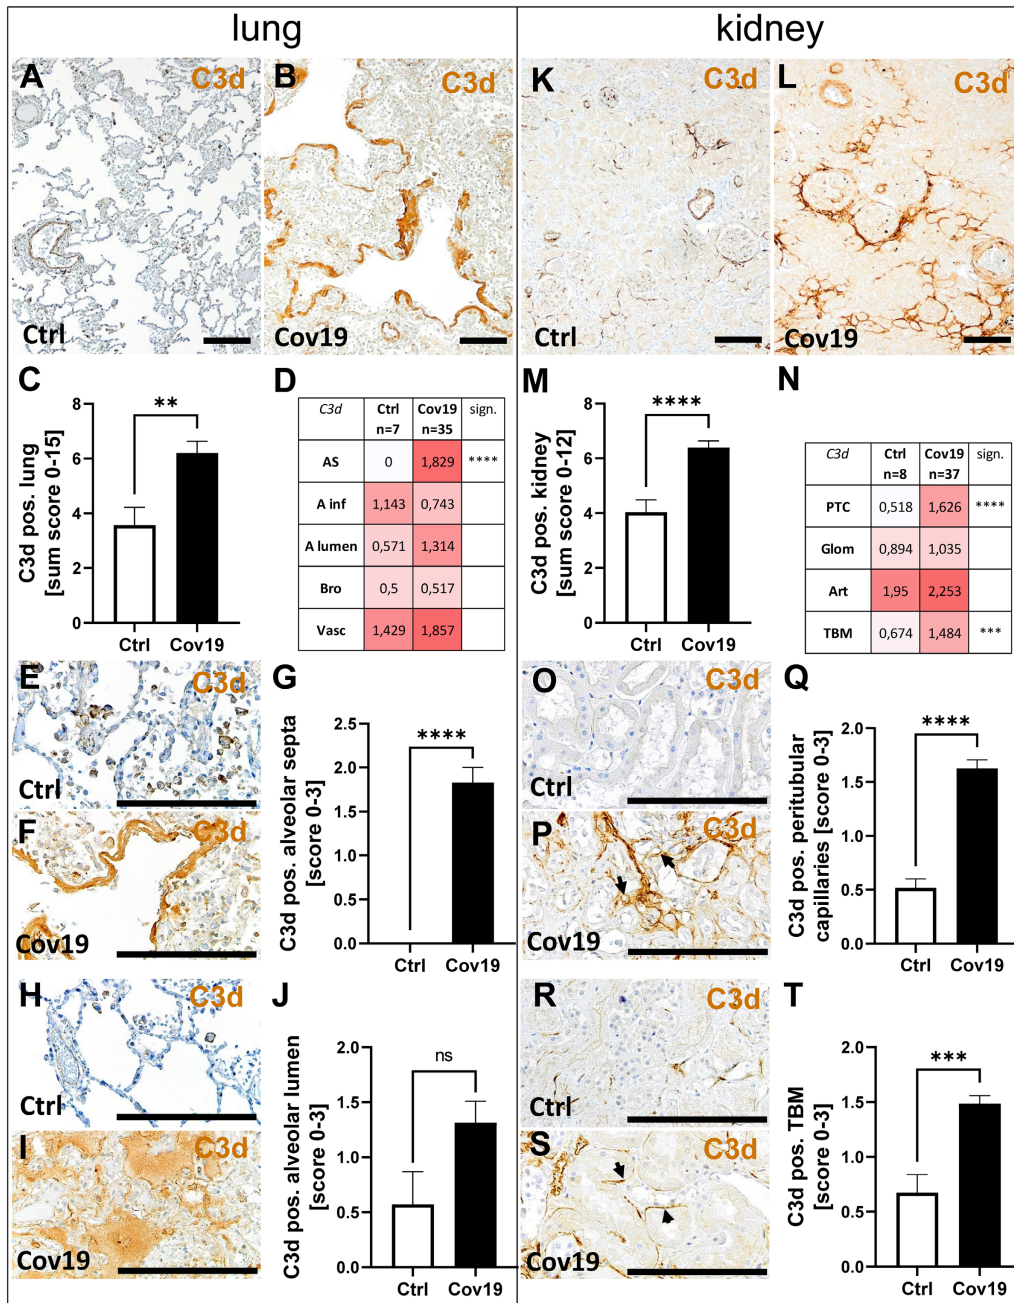 lung
kidney
A C3d
Ctrl
B C3d
Cov19
K C3d
Ctrl
L C3d
Cov19
C
C3d pos. lung
[sum score 0-15]
8
6
4
2
0
**
Ctrl Cov19
D
C3d Ctrl Cov19 sign.
n=7 n=35
AS 0 1,829 ****
A inf 1,143 0,743
A lumen 0,571 1,314
Bro 0,5 0,517
Vasc 1,429 1,857
M
C3d pos. kidney
[sum score 0-12]
8
6
4
2
0
****
Ctrl Cov19
N
C3d Ctrl Cov19 sign.
n=8 n=37
PTC 0,518 1,626 ****
Glom 0,894 1,035
Art 1,95 2,253
TBM 0,674 1,484 ***
E C3d
Ctrl
F C3d
Cov19
G
C3d pos. alveolar septa
[score 0-3]
2.5
2.0
1.5
1.0
0.5
0.0
****
Ctrl Cov19
O C3d
Ctrl
P C3d
Cov19
Q
C3d pos. peritubular
capillaries [score 0-3]
2.0
1.5
1.0
0.5
0.0
****
Ctrl Cov19
H C3d
Ctrl
I C3d
Cov19
J
C3d pos. alveolar lumen
[score 0-3]
2.0
1.5
1.0
0.5
0.0
ns
Ctrl Cov19
R C3d
Ctrl
S C3d
Cov19
T
C3d pos. TBM
[score 0-3]
2.0
1.5
1.0
0.5
0.0
***
Ctrl Cov19